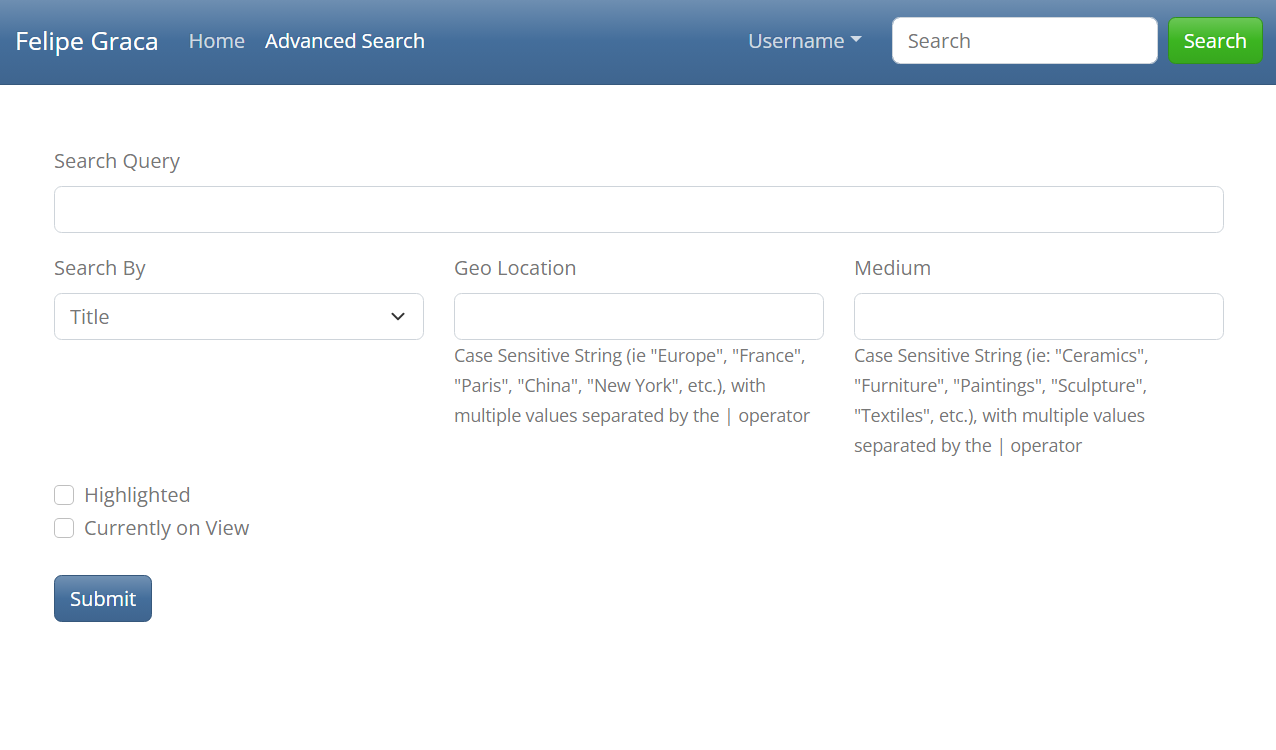 Felipe Graca Home Advanced Search Username Search Search
Search Query
Search By
Title
Geo Location
Case Sensitive String (ie "Europe", "France",
"Paris", "China", "New York", etc.), with
multiple values separated by the | operator
Medium
Case Sensitive String (ie: "Ceramics",
"Furniture", "Paintings", "Sculpture",
"Textiles", etc.), with multiple values
separated by the | operator
Highlighted
Currently on View
Submit